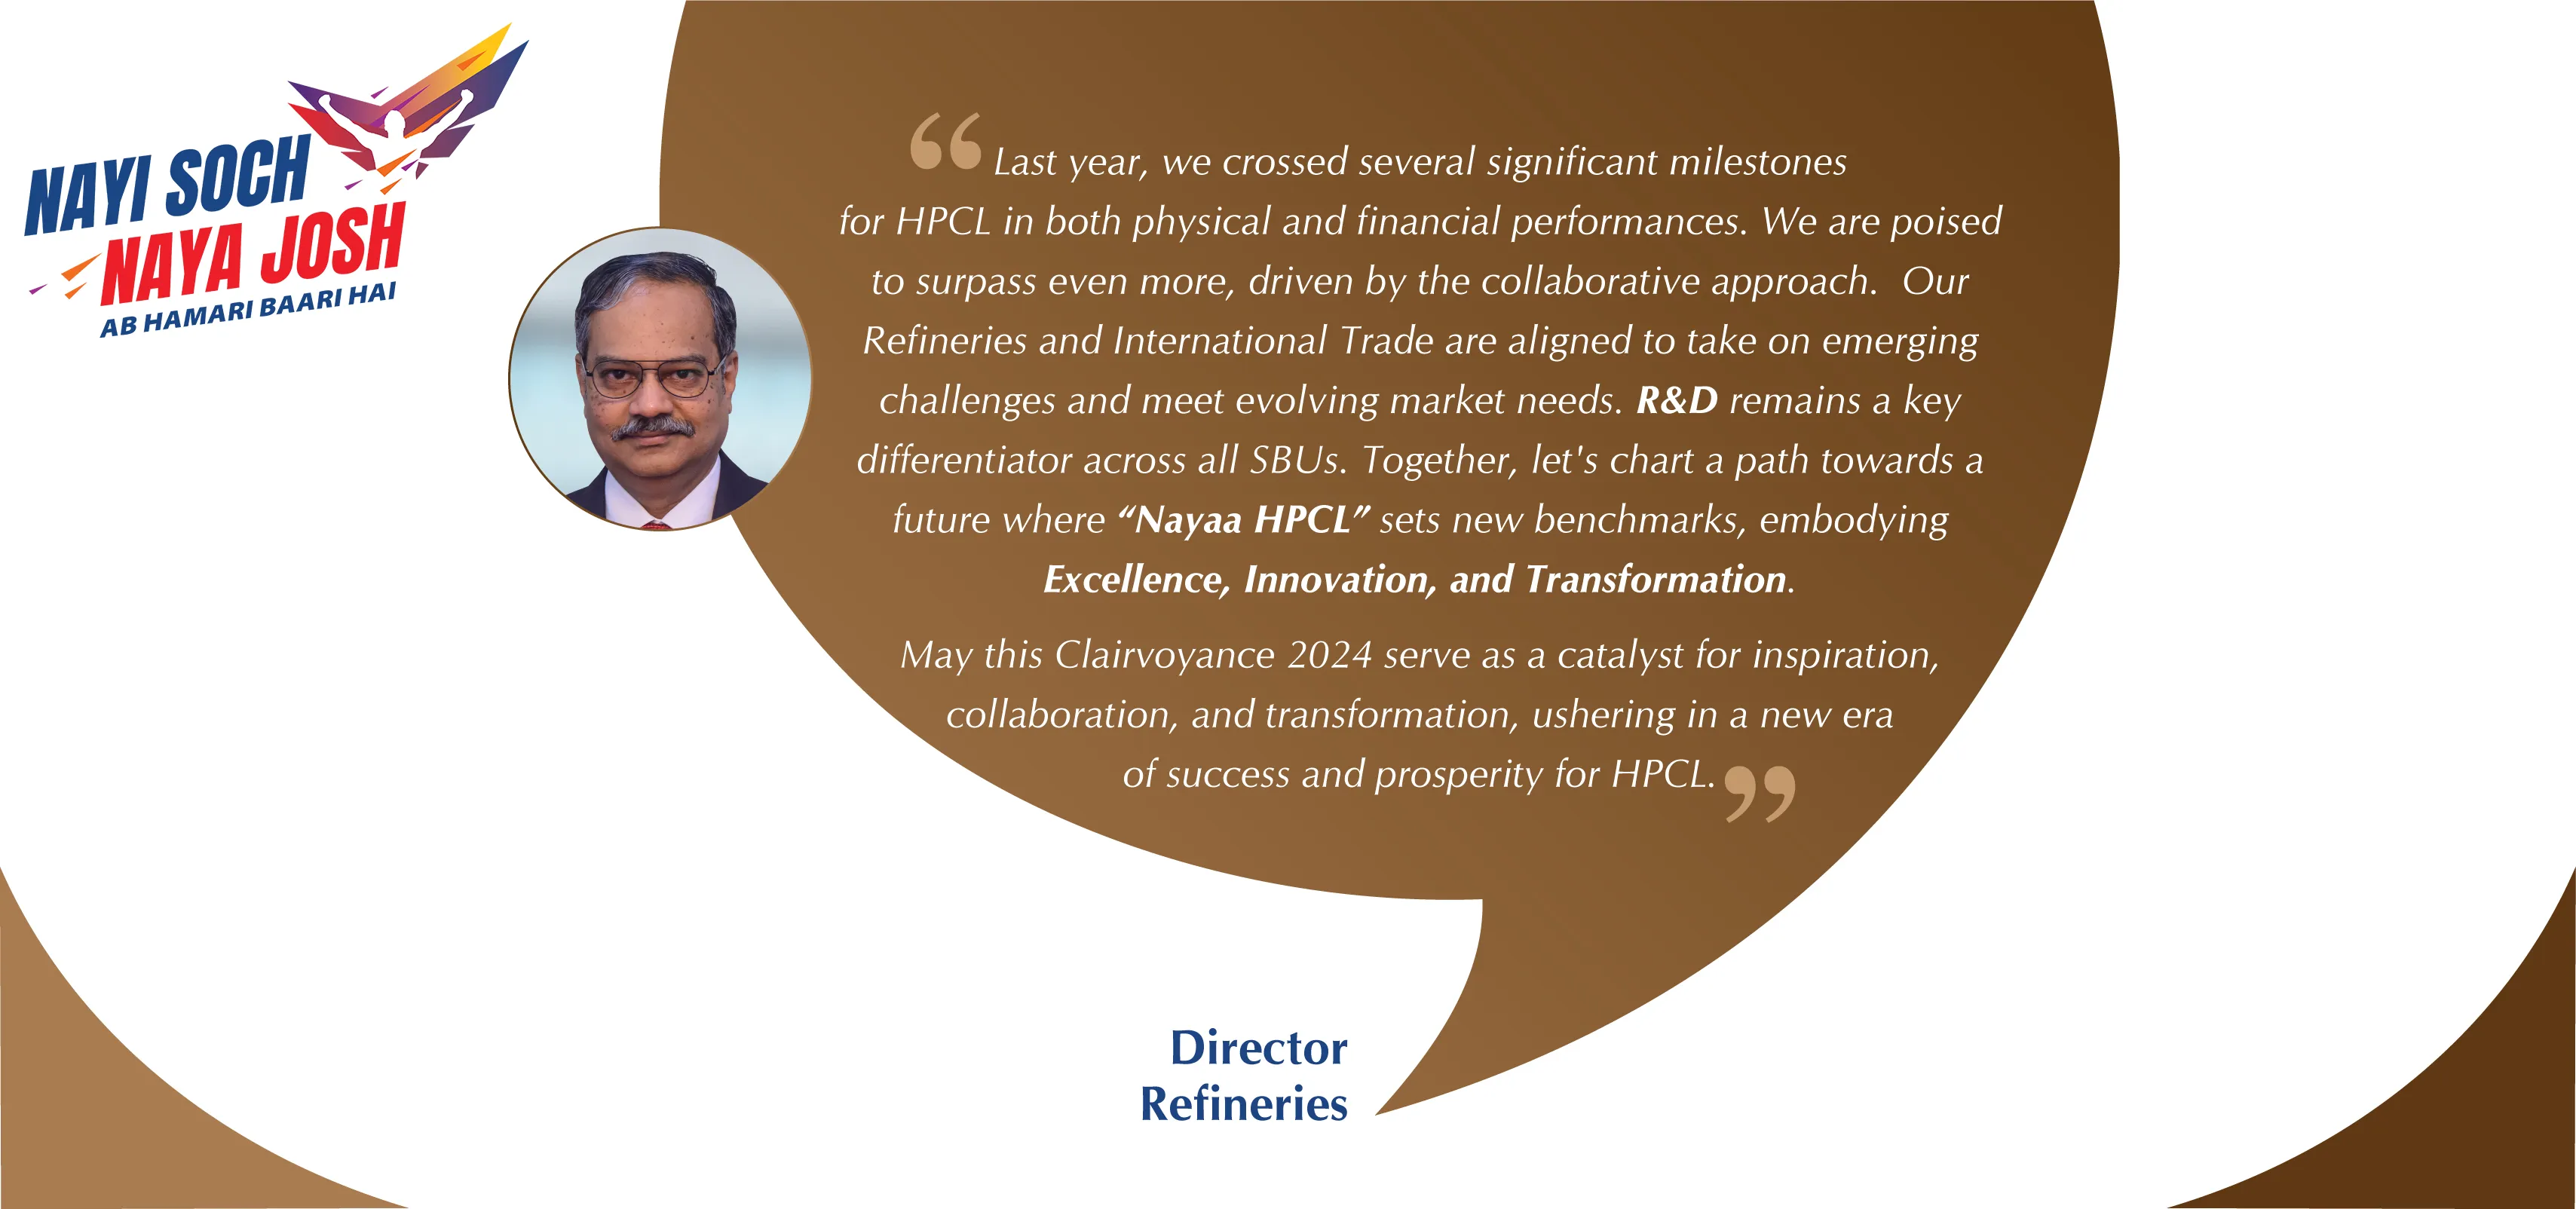 NAYI SOCH
NAYA JOSH
AB HAMARI BAARI HAI
“Last year, we crossed several significant milestones
for HPCL in both physical and financial performances. We are poised
to surpass even more, driven by the collaborative approach.  Our
Refineries and International Trade are aligned to take on emerging
challenges and meet evolving market needs. R&D remains a key
differentiator across all SBUs. Together, let's chart a path towards a
future where “Nayaa HPCL” sets new benchmarks, embodying
Excellence, Innovation, and Transformation.
May this Clairvoyance 2024 serve as a catalyst for inspiration,
collaboration, and transformation, ushering in a new era
of success and prosperity for HPCL.”
Director
Refineries